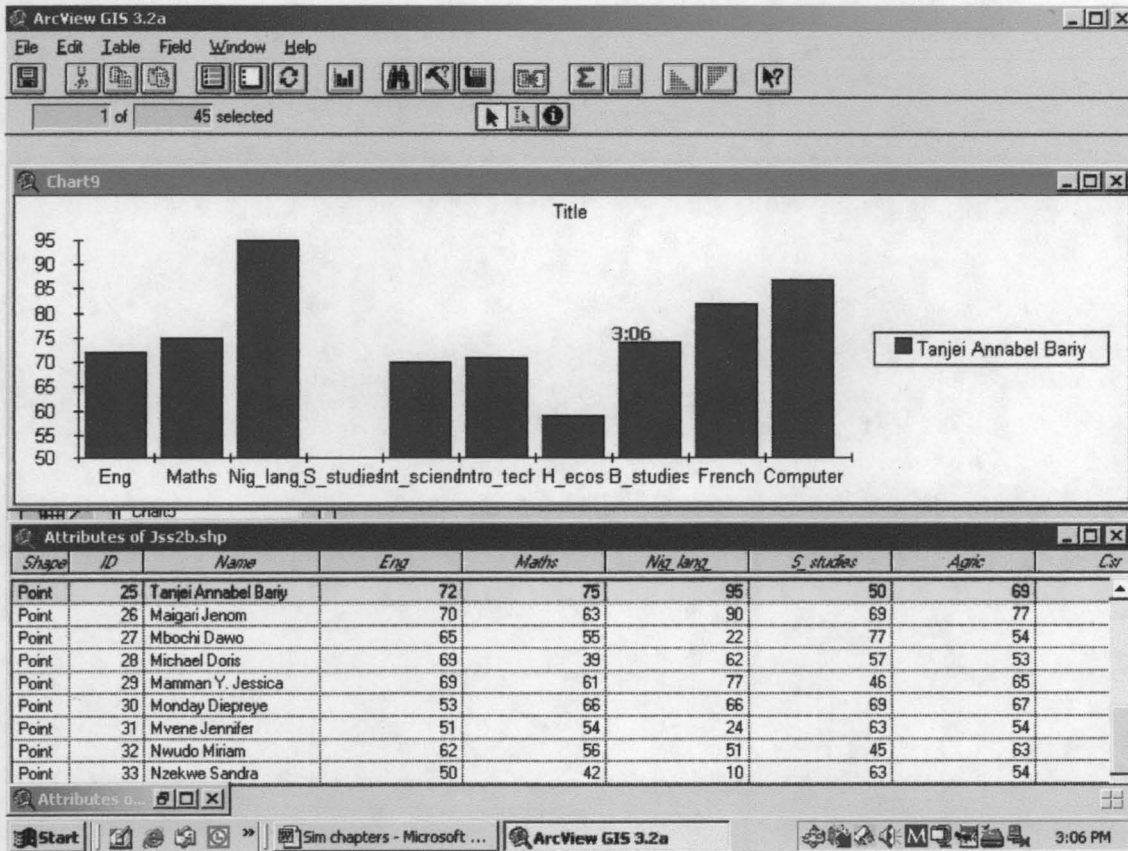 ArcView GIS 3.2a
File Edit Table Field Window Help
1 of 45 selected
Chart9
Title
95
90
85
80
75
70
65
60
55
50
3:06
Tanjei Annabel Bariy
Eng Maths Nig_lang_S_studies Int_science Intro_tech H_ecos B_studies French Computer
Attributes of Jss2b.shp
Shape ID Name Eng Maths Nig_lang_ S_studies Agric Csr
Point 25 Tanjei Annabel Bariy 72 75 95 50 69
Point 26 Maigari Jenom 70 63 90 69 77
Point 27 Mbochi Dawo 65 55 22 77 54
Point 28 Michael Doris 69 39 62 57 53
Point 29 Mamman Y. Jessica 69 61 77 46 65
Point 30 Monday Diepreye 53 66 66 69 67
Point 31 Mvene Jennifer 51 54 24 63 54
Point 32 Nwudo Miriam 62 56 51 45 63
Point 33 Nzekwe Sandra 50 42 10 63 54
Attributes o...
Start Sim chapters - Microsoft ... ArcView GIS 3.2a 3:06 PM